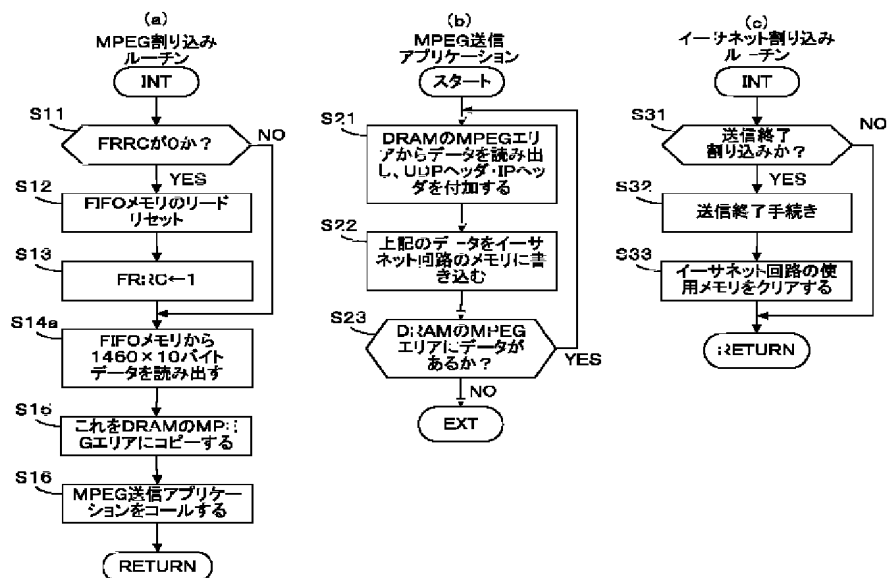 (a)
MPEG割り込み
ルーチン
INT
S11
FRRCが0か？
NO
YES
S12
FIFOメモリのリード
リセット
S13
FRRC←1
S14a
FIFOメモリから
1460×10バイト
データを読み出す
S15
これをDRAMのMPE
Gエリアにコピーする
S16
MPEG送信アプリケー
ションをコールする
RETURN
(b)
MPEG送信
アプリケーション
スタート
S21
DRAMのMPEGエリ
アからデータを読み出
し、UDPヘッダ・IPヘッ
ダを付加する
S22
上記のデータをイーサ
ネット回路のメモリに書
き込む
S23
DRAMのMPEG
エリアにデータが
あるか？
YES
NO
EXT
(c)
イーサネット割り込み
ルーチン
INT
S31
送信終了
割り込みか？
NO
YES
S32
送信終了手続き
S33
イーサネット回路の使
用メモリをクリアする
RETURN